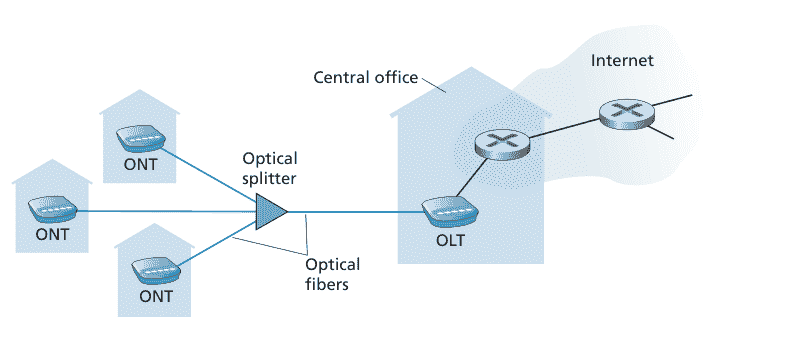 Internet
Central office
ONT
Optical
splitter
ONT
OLT
Optical
fibers
ONT